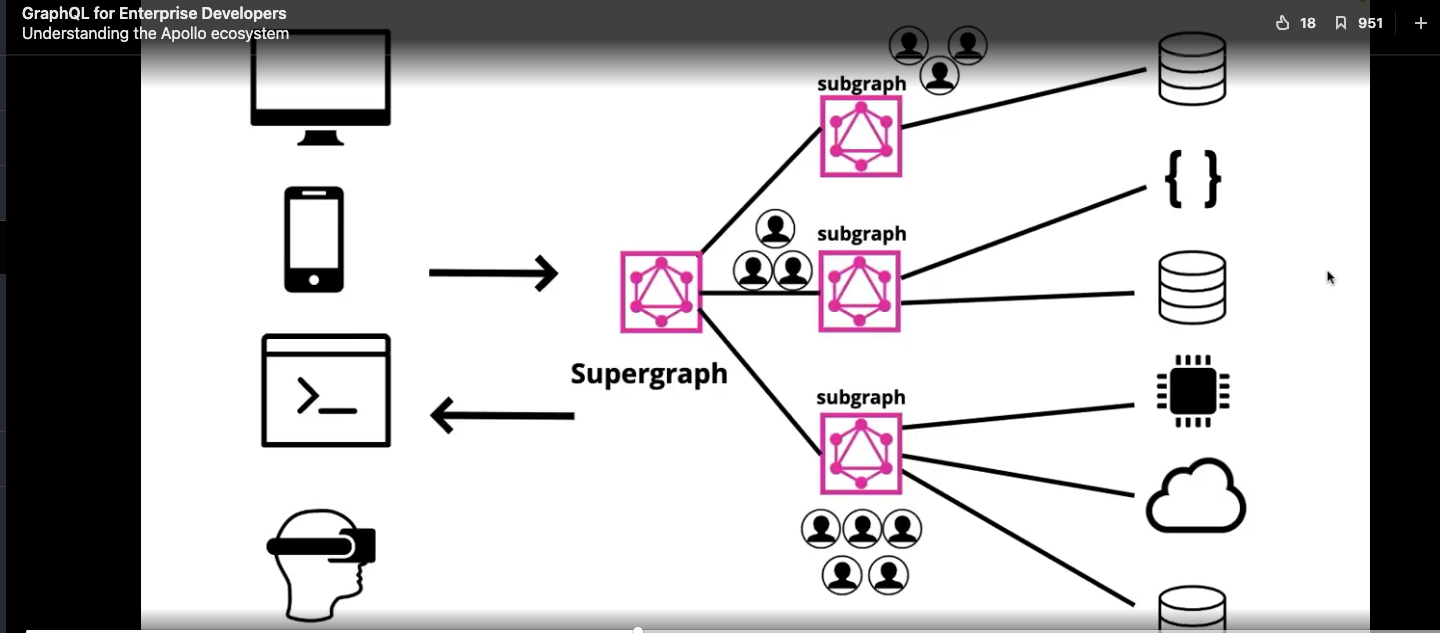 GraphQL for Enterprise Developers
Understanding the Apollo ecosystem
18
951
subgraph
{ }
subgraph
Supergraph
subgraph
>_